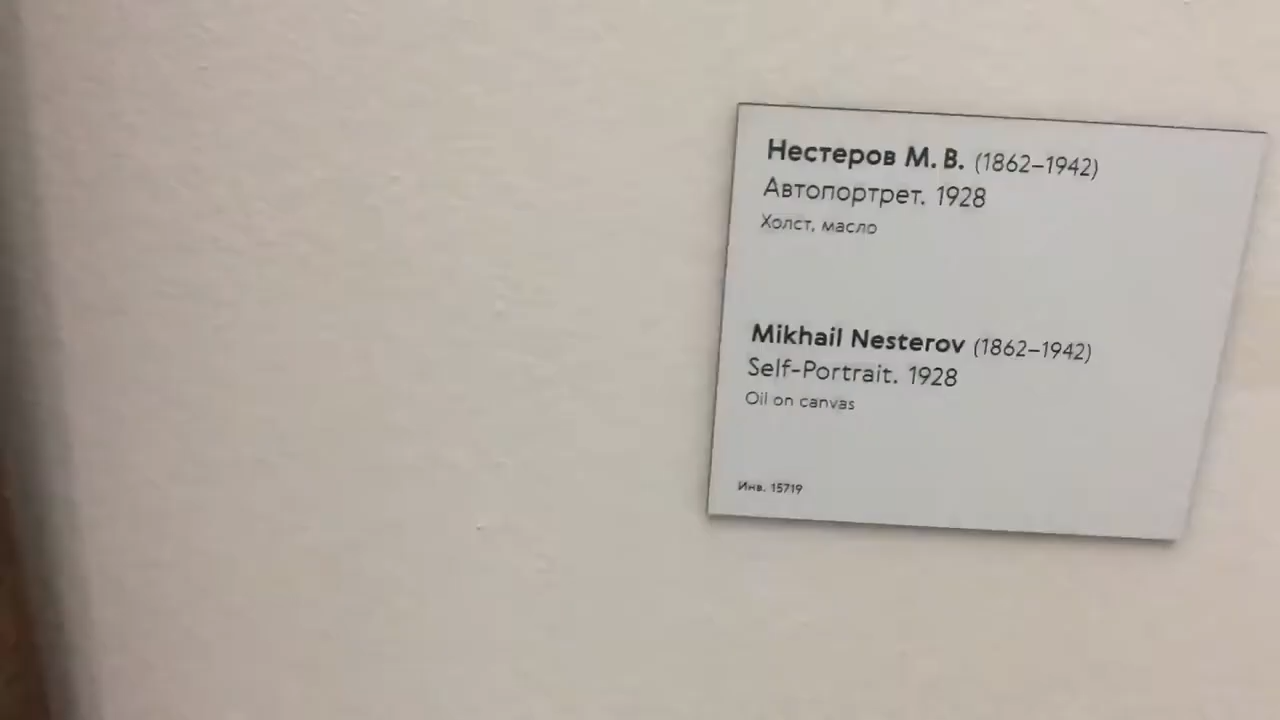 Нестеров М. В. (1862–1942)
Автопортрет. 1928
Холст, масло
Mikhail Nesterov (1862–1942)
Self-Portrait. 1928
Oil on canvas
Инв. 15719